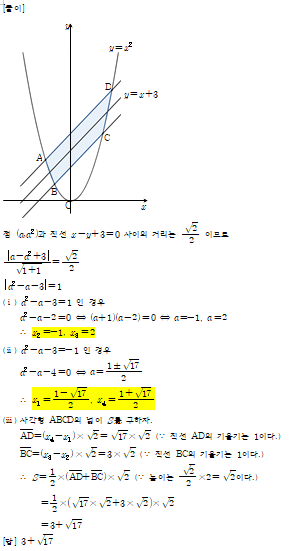 [풀이]
y
y=x²
D
y=x+3
C
A
B
O
x
점 (a,a²)과 직선 x-y+3=0 사이의 거리는 √2/2 이므로
|a-a²+3|/√(1+1)=√2/2
|a²-a-3|=1
(ⅰ) a²-a-3=1 인 경우
a²-a-2=0 ⇔ (a+1)(a-2)=0 ⇔ a=-1, a=2
∴ x₂=-1, x₃=2
(ⅱ) a²-a-3=-1 인 경우
a²-a-4=0 ⇔ a=(1±√17)/2
∴ x₁=(1-√17)/2, x₄=(1+√17)/2
(ⅲ) 사각형 ABCD의 넓이 S를 구하자.
AD=(x₄-x₁)×√2=√17×√2 (∵ 직선 AD의 기울기는 1이다.)
BC=(x₃-x₂)×√2=3×√2 (∵ 직선 BC의 기울기는 1이다.)
∴ S=1/2×(AD+BC)×√2 (∵ 높이는 √2/2×2=√2이다.)
=1/2×(√17×√2+3×√2)×√2
=3+√17
[답] 3+√17